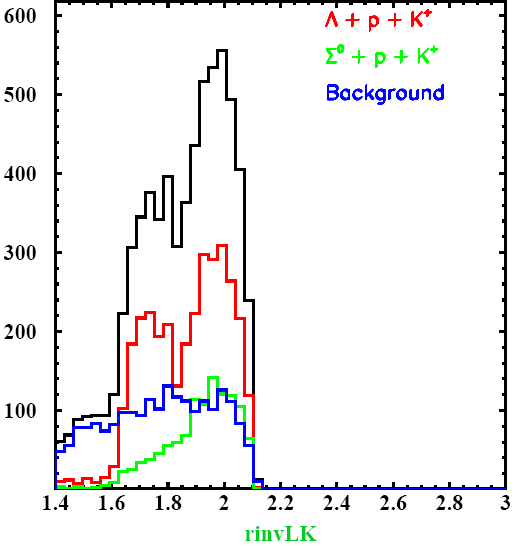 600
Λ + p + K⁺
Σ⁰ + p + K⁺
Background
500
400
300
200
100
1.4 1.6 1.8 2 2.2 2.4 2.6 2.8 3
rinvLK